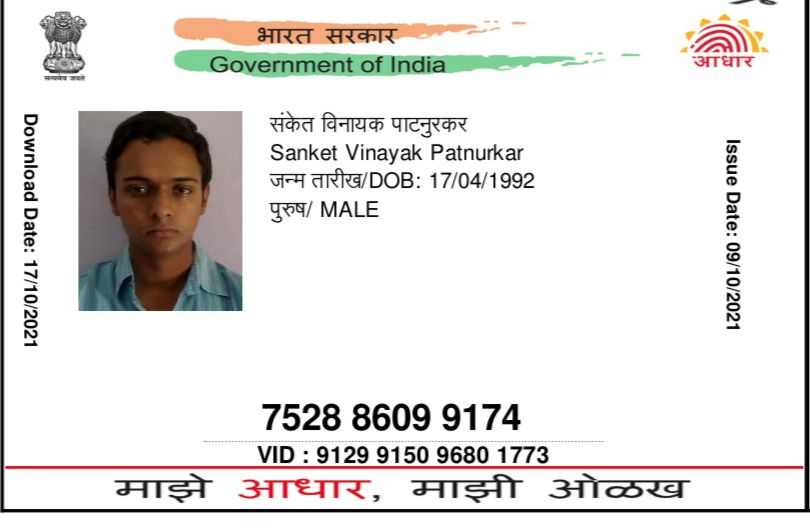 सत्यमेव जयते
भारत सरकार
Government of India
आधार
Download Date: 17/10/2021
संकेत विनायक पाटनुरकर
Sanket Vinayak Patnurkar
जन्म तारीख/DOB: 17/04/1992
पुरुष/ MALE
Issue Date: 09/10/2021
7528 8609 9174
VID : 9129 9150 9680 1773
माझे आधार, माझी ओळख